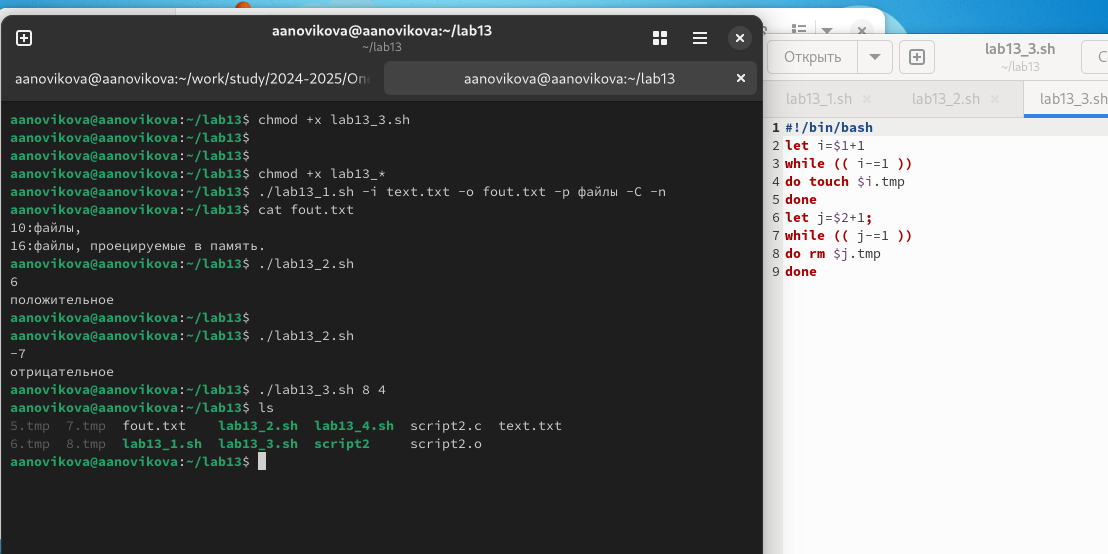 aanovikova@aanovikova:~/lab13
~/lab13
aanovikova@aanovikova:~/work/study/2024-2025/Оп
aanovikova@aanovikova:~/lab13
aanovikova@aanovikova:~/lab13$ chmod +x lab13_3.sh
aanovikova@aanovikova:~/lab13$
aanovikova@aanovikova:~/lab13$
aanovikova@aanovikova:~/lab13$ chmod +x lab13_*
aanovikova@aanovikova:~/lab13$ ./lab13_1.sh -i text.txt -o fout.txt -p файлы -C -n
aanovikova@aanovikova:~/lab13$ cat fout.txt
10:файлы,
16:файлы, проецируемые в память.
aanovikova@aanovikova:~/lab13$ ./lab13_2.sh
6
положительное
aanovikova@aanovikova:~/lab13$
aanovikova@aanovikova:~/lab13$ ./lab13_2.sh
-7
отрицательное
aanovikova@aanovikova:~/lab13$ ./lab13_3.sh 8 4
aanovikova@aanovikova:~/lab13$ ls
5.tmp 7.tmp fout.txt lab13_2.sh lab13_4.sh script2.c text.txt
6.tmp 8.tmp lab13_1.sh lab13_3.sh script2 script2.o
aanovikova@aanovikova:~/lab13$
Открыть
lab13_3.sh
~/lab13
lab13_1.sh
lab13_2.sh
lab13_3.sh
1 #!/bin/bash
2 let i=$1+1
3 while (( i-=1 ))
4 do touch $i.tmp
5 done
6 let j=$2+1;
7 while (( j-=1 ))
8 do rm $j.tmp
9 done